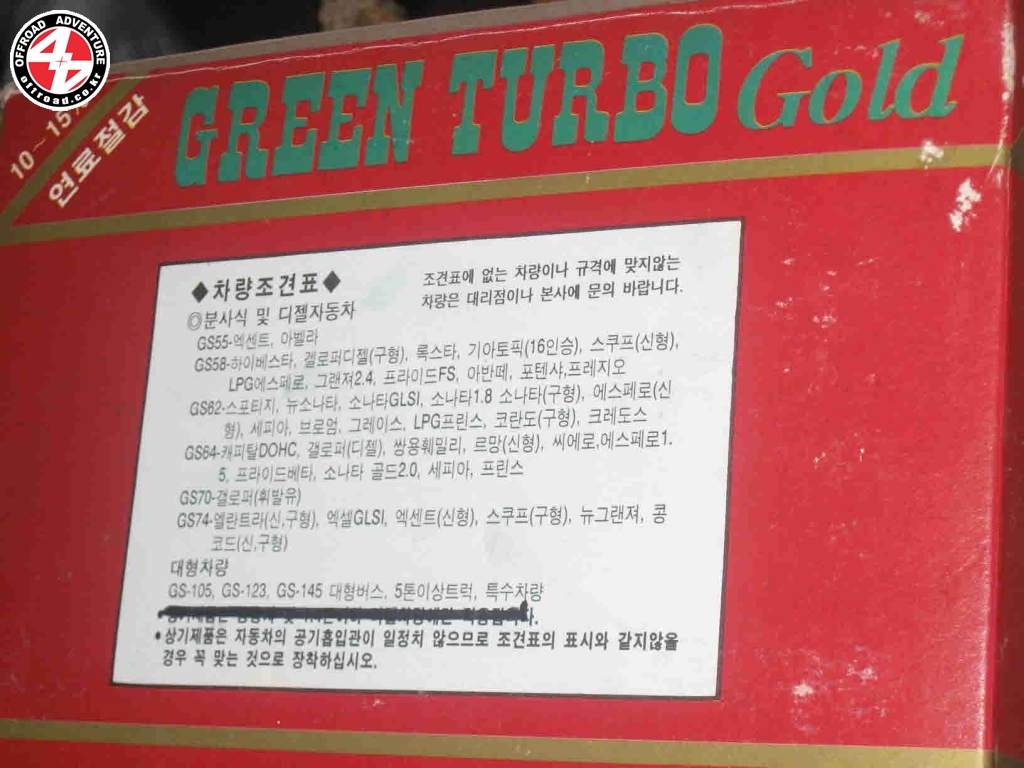 OFFROAD ADVENTURE
4x4
offroad.co.kr
10~15%
연료절감
GREEN TURBO Gold
◆차량조견표◆
조견표에 없는 차량이나 규격에 맞지않는
차량은 대리점이나 본사에 문의 바랍니다.
◎분사식 및 디젤자동차
GS55-엑센트, 아벨라
GS58-하이베스타, 겔로퍼디젤(구형), 록스타, 기아토픽(16인승), 스쿠프(신형),
LPG에스페로, 그랜져2.4, 프라이드FS, 아반떼, 포텐샤,프레지오
GS62-스포티지, 뉴소나타, 소나타GLSI, 소나타1.8 소나타(구형), 에스페로(신
형), 세피아, 브로엄, 그레이스, LPG프린스, 코란도(구형), 크레도스
GS64-캐피탈DOHC, 갤로퍼(디젤), 쌍용훼밀리, 르망(신형), 씨에로,에스페로1.
5, 프라이드베타, 소나타 골드2.0, 세피아, 프린스
GS70-갤로퍼(휘발유)
GS74-엘란트라(신,구형), 엑셀GLSI, 엑센트(신형), 스쿠프(구형), 뉴그랜져, 콩
코드(신,구형)
대형차량
GS-105, GS-123, GS-145 대형버스, 5톤이상트럭, 특수차량
•상기제품은 자동차의 공기흡입관이 일정치 않으므로 조견표의 표시와 같지않을
경우 꼭 맞는 것으로 장착하십시오.